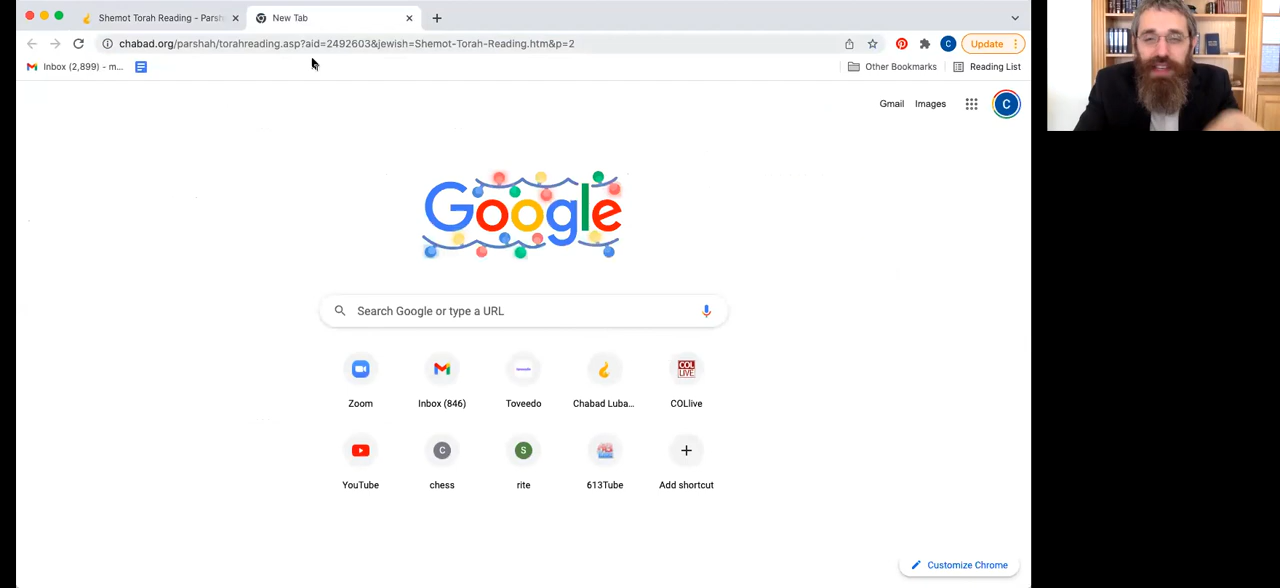 Shemot Torah Reading - Parsh
New Tab
chabad.org/parshah/torahreading.asp?aid=2492603&jewish=Shemot-Torah-Reading.htm&p=2
C
Update
Inbox (2,899) - m...
Other Bookmarks
Reading List
Gmail
Images
C
Google
Search Google or type a URL
COL LIVE
Zoom
Inbox (846)
Toveedo
Chabad Luba...
COLlive
C
S
YouTube
chess
rite
613Tube
Add shortcut
Customize Chrome